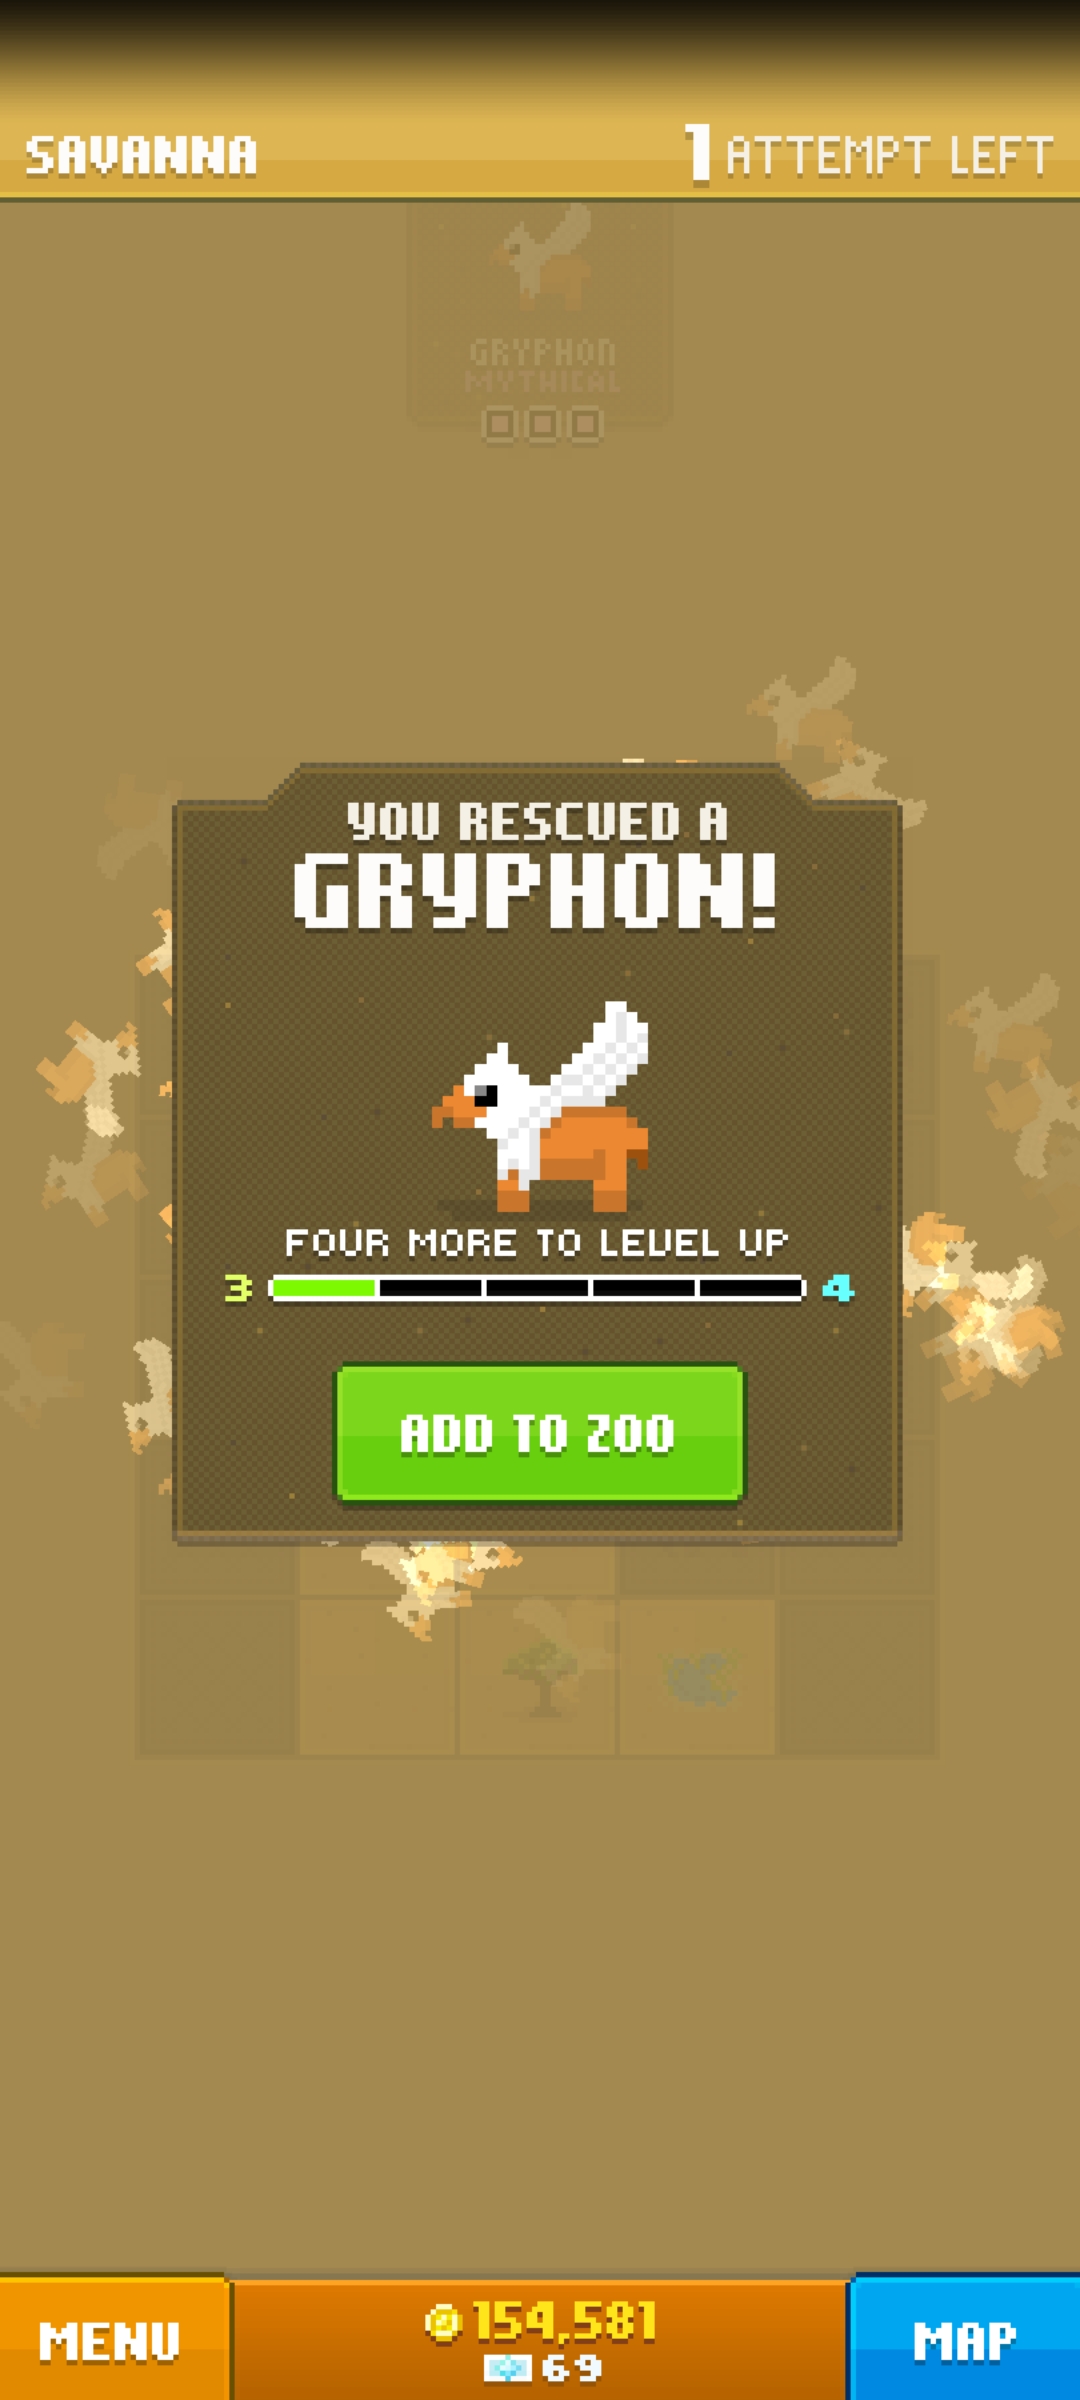 SAVANNA
1 ATTEMPT LEFT
GRYPHON
MYTHICAL
YOU RESCUED A
GRYPHON!
FOUR MORE TO LEVEL UP
3 4
ADD TO ZOO
MENU
154,581
69
MAP